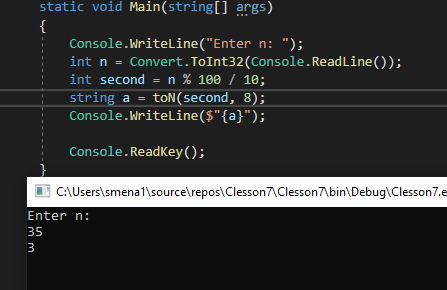 static void Main(string[] args)
{
Console.WriteLine("Enter n: ");
int n = Convert.ToInt32(Console.ReadLine());
int second = n % 100 / 10;
string a = toN(second, 8);
Console.WriteLine($"{a}");
Console.ReadKey();
}
C:\Users\smena1\source\repos\Clesson7\Clesson7\bin\Debug\Clesson7.e
Enter n:
35
3